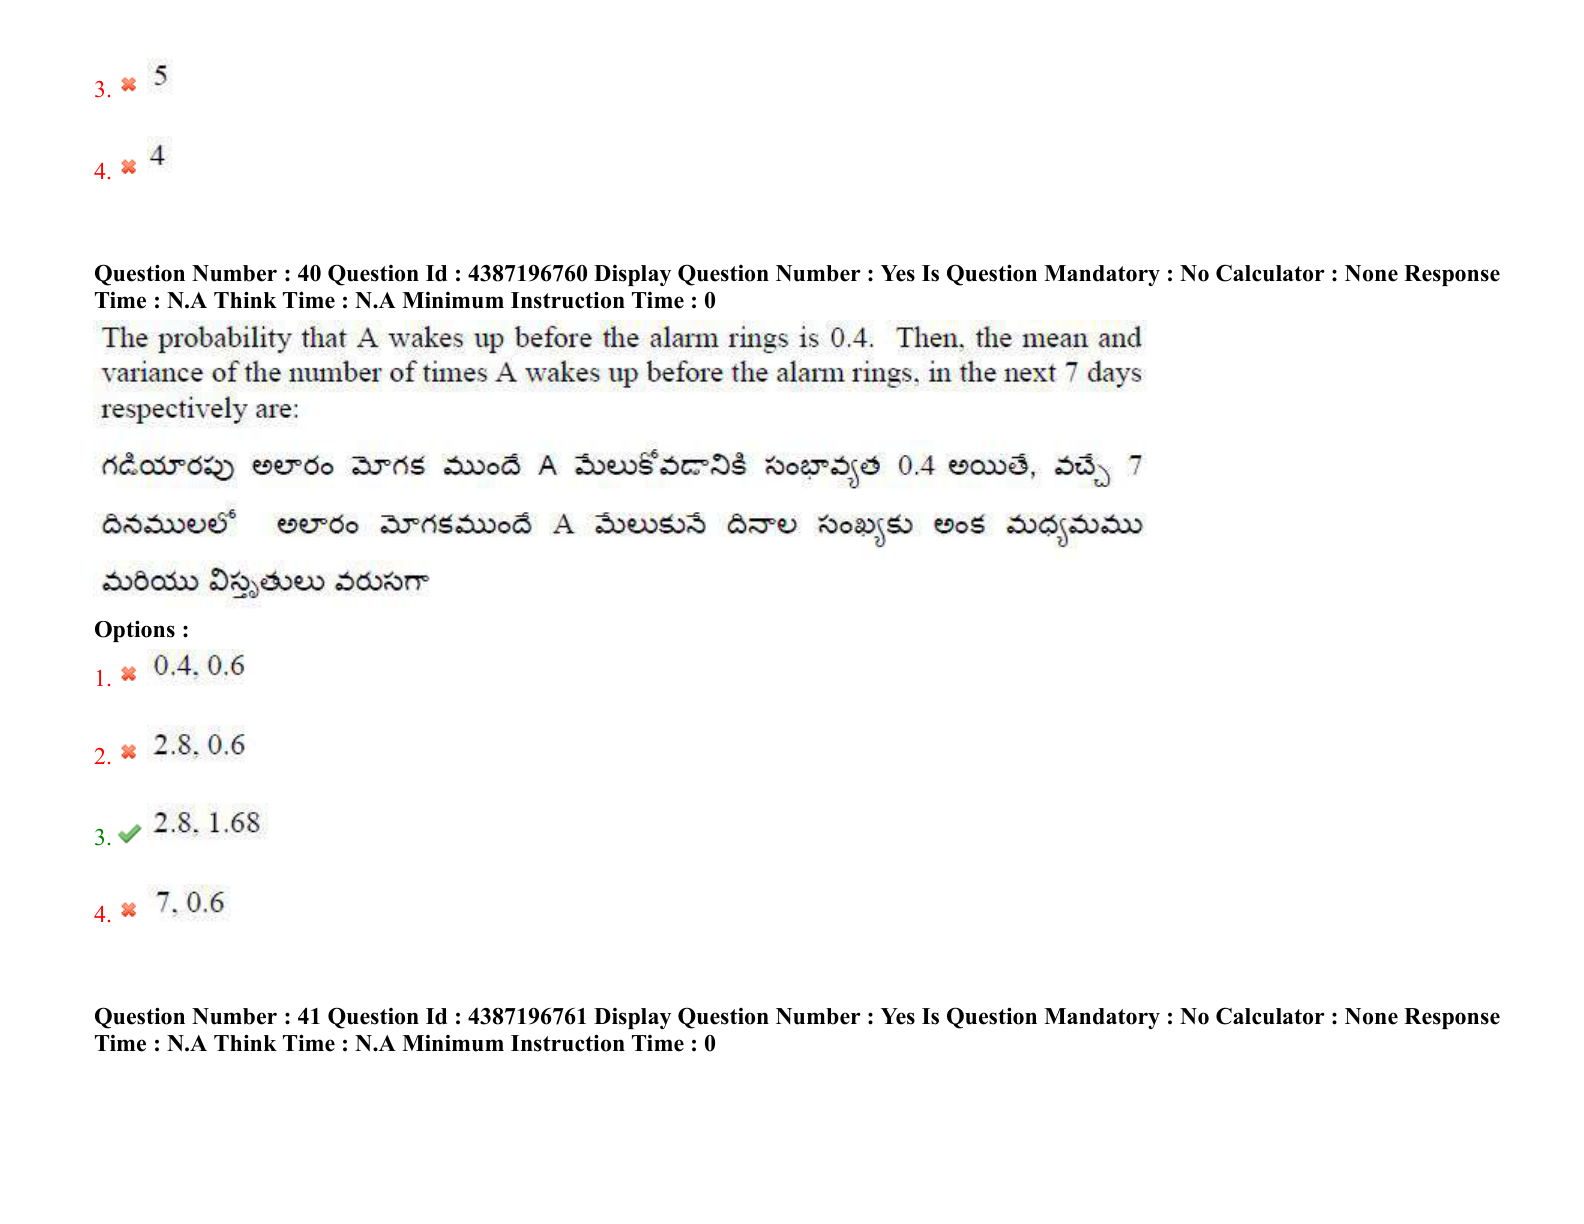 3. 5
4. 4
Question Number : 40 Question Id : 4387196760 Display Question Number : Yes Is Question Mandatory : No Calculator : None Response
Time : N.A Think Time : N.A Minimum Instruction Time : 0
The probability that A wakes up before the alarm rings is 0.4. Then, the mean and
variance of the number of times A wakes up before the alarm rings, in the next 7 days
respectively are:
గడియారపు అలారం మోగక ముందే A మేలుకోవడానికి సంభావ్యత 0.4 అయితే, వచ్చే 7
దినములలో అలారం మోగకముందే A మేలుకునే దినాల సంఖ్యకు అంక మధ్యమము
మరియు విస్తృతులు వరుసగా
Options :
1. 0.4, 0.6
2. 2.8, 0.6
3. 2.8, 1.68
4. 7, 0.6
Question Number : 41 Question Id : 4387196761 Display Question Number : Yes Is Question Mandatory : No Calculator : None Response
Time : N.A Think Time : N.A Minimum Instruction Time : 0